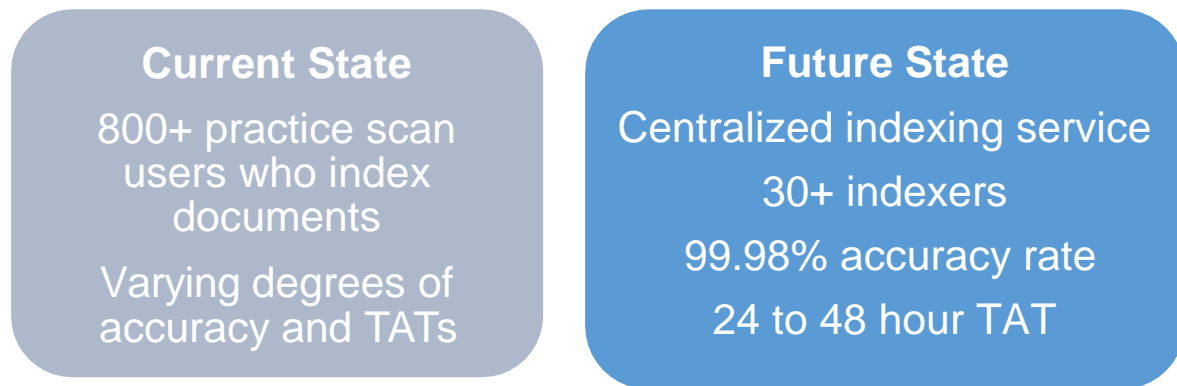 Current State
800+ practice scan
users who index
documents
Varying degrees of
accuracy and TATs
Future State
Centralized indexing service
30+ indexers
99.98% accuracy rate
24 to 48 hour TAT